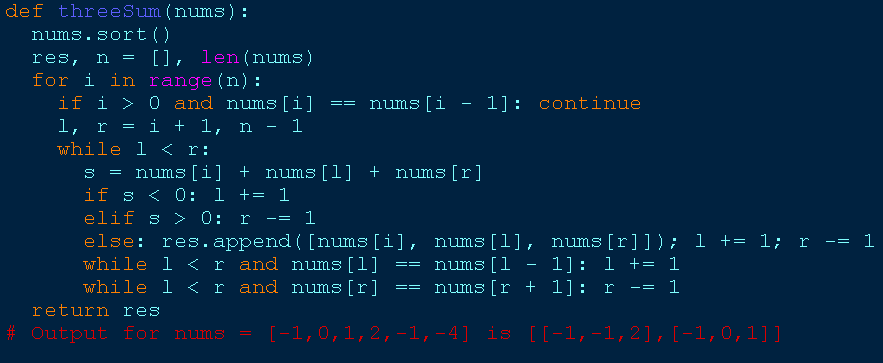 def threeSum(nums):
  nums.sort()
  res, n = [], len(nums)
  for i in range(n):
    if i > 0 and nums[i] == nums[i - 1]: continue
    l, r = i + 1, n - 1
    while l < r:
      s = nums[i] + nums[l] + nums[r]
      if s < 0: l += 1
      elif s > 0: r -= 1
      else: res.append([nums[i], nums[l], nums[r]]); l += 1; r -= 1
      while l < r and nums[l] == nums[l - 1]: l += 1
      while l < r and nums[r] == nums[r + 1]: r -= 1
  return res
# Output for nums = [-1,0,1,2,-1,-4] is [[-1,-1,2],[-1,0,1]]